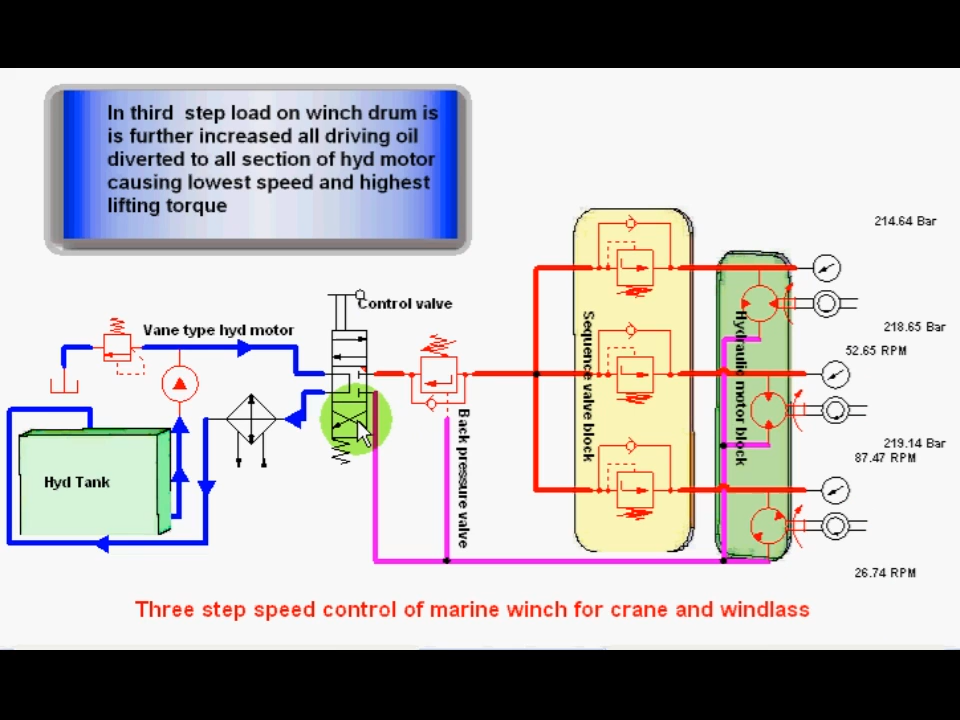 In third step load on winch drum is
is further increased all driving oil
diverted to all section of hyd motor
causing lowest speed and highest
lifting torque
214.64 Bar
Control valve
Vane type hyd motor
218.65 Bar
52.65 RPM
Sequence valve block
Hydraulic motor block
Back pressure valve
219.14 Bar
87.47 RPM
Hyd Tank
26.74 RPM
Three step speed control of marine winch for crane and windlass